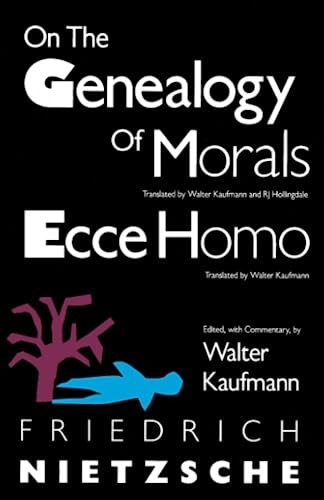 On The
Genealogy
Of Morals
Translated by Walter Kaufmann and RJ Hollingdale
Ecce Homo
Translated by Walter Kaufmann
Edited, with Commentary, by
Walter
Kaufmann
FRIEDRICH
NIETZSCHE